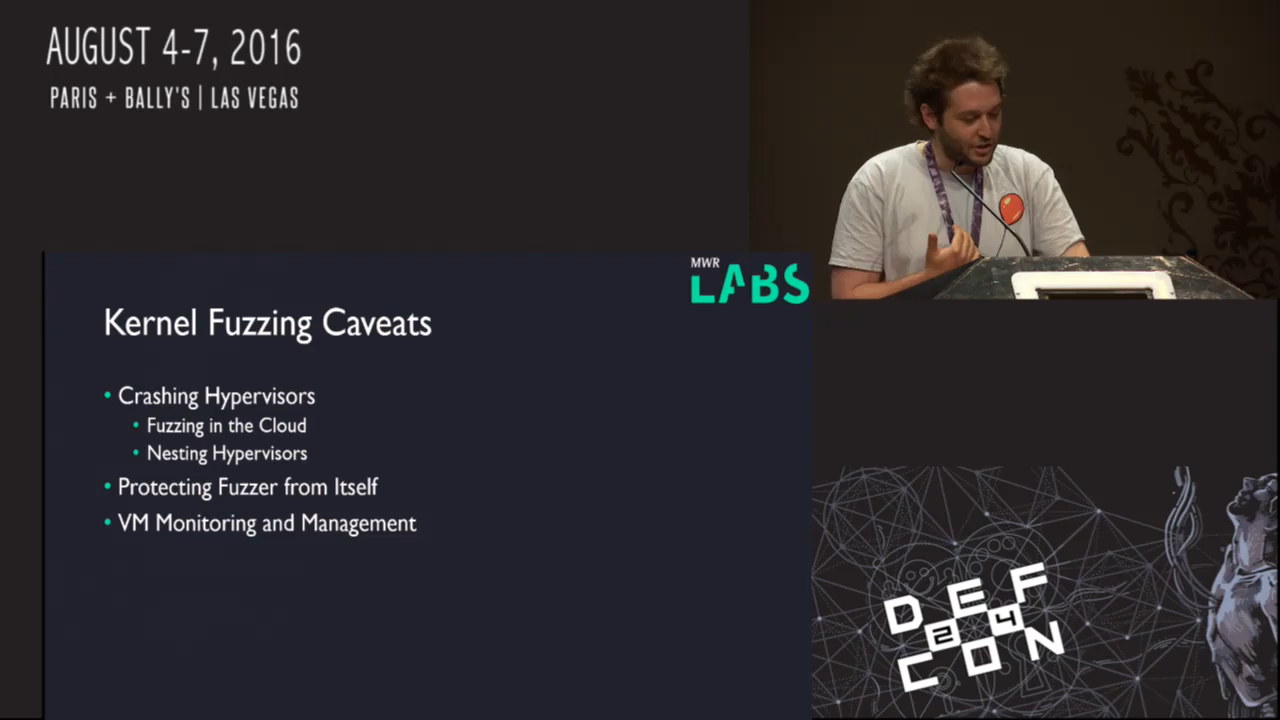 AUGUST 4-7, 2016
PARIS + BALLY'S | LAS VEGAS
MWR
LABS
Kernel Fuzzing Caveats
• Crashing Hypervisors
• Fuzzing in the Cloud
• Nesting Hypervisors
• Protecting Fuzzer from Itself
• VM Monitoring and Management
DEF
24
CON